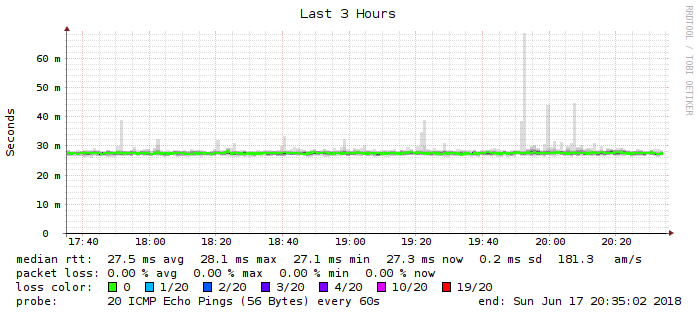 Last 3 Hours
RRDTOOL / TOBI OETIKER
Seconds
60 m
50 m
40 m
30 m
20 m
10 m
0
17:40 18:00 18:20 18:40 19:00 19:20 19:40 20:00 20:20
median rtt: 27.5 ms avg 28.1 ms max 27.1 ms min 27.3 ms now 0.2 ms sd 181.3 am/s
packet loss: 0.00 % avg 0.00 % max 0.00 % min 0.00 % now
loss color: 0 1/20 2/20 3/20 4/20 10/20 19/20
probe: 20 ICMP Echo Pings (56 Bytes) every 60s end: Sun Jun 17 20:35:02 2018